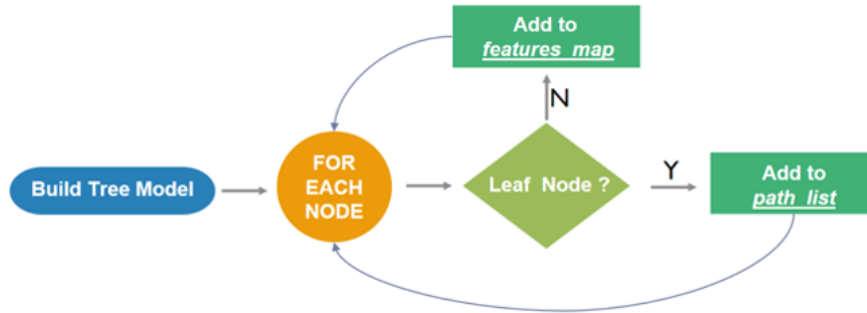 Add to
features_map
N
FOR
EACH
NODE
Build Tree Model
Leaf Node ?
Y
Add to
path_list